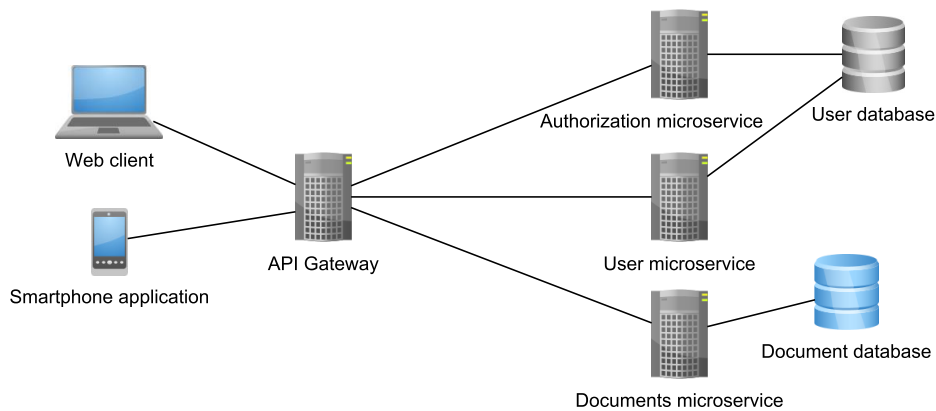 Authorization microservice
User database
Web client
API Gateway
User microservice
Smartphone application
Document database
Documents microservice